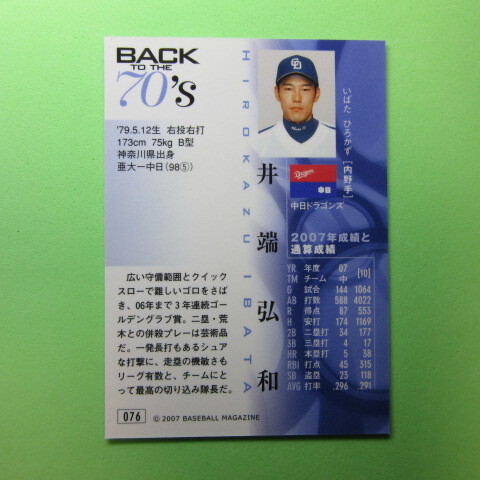 BACK
TO THE
70'S
HIROKAZU IBATA
いばた ひろかず [内野手]
'79.5.12生 右投右打
173cm 75kg B型
神奈川県出身
亜大ー中日(98⑤)
井端弘和
Dragons
中日
中日ドラゴンズ
2007年成績と
通算成績
YR 年度 07 [10]
TM チーム 中
G 試合 144 1064
AB 打数 588 4022
R 得点 87 553
H 安打 174 1169
2B 二塁打 34 177
3B 三塁打 4 17
HR 本塁打 5 38
RBI 打点 45 315
SB 盗塁 23 118
AVG 打率 .296 .291
広い守備範囲とクイック
スローで難しいゴロをさば
き、06年まで3年連続ゴー
ルデングラブ賞。二塁・荒
木との併殺プレーは芸術品
だ。一発長打もあるシュア
な打撃に、走塁の機敏さも
リーグ有数と、チームにと
って最高の切り込み隊長だ。
076
© 2007 BASEBALL MAGAZINE